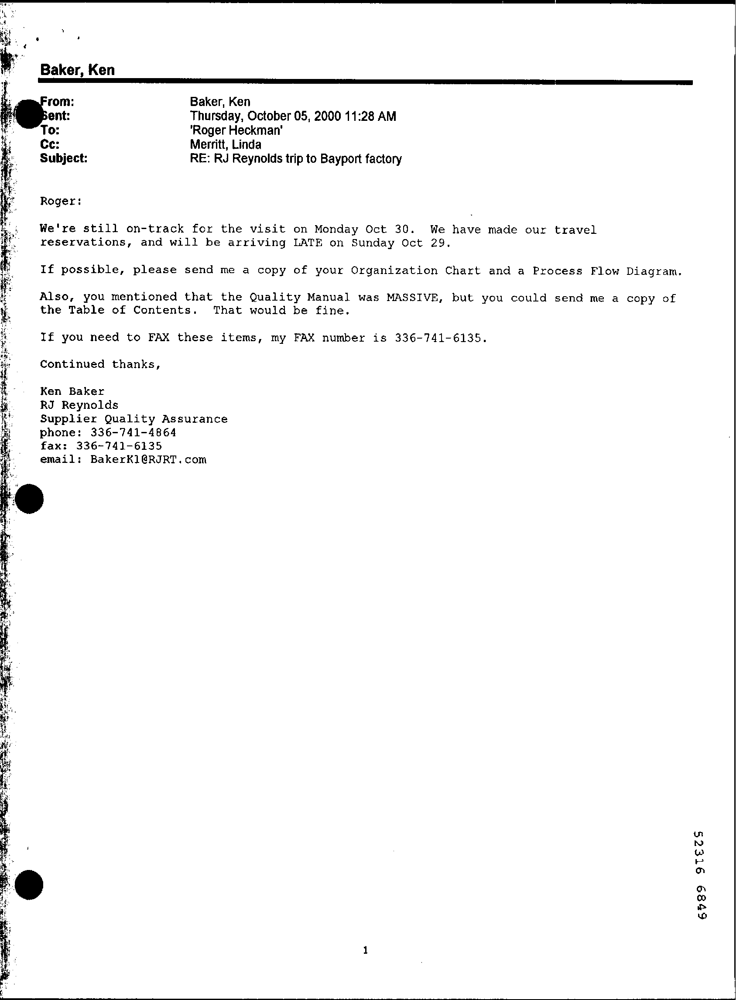 Baker, Ken
From: Baker, Ken
Sent: Thursday, October 05, 2000 11:28 AM
To: 'Roger Heckman'
Cc: Merritt, Linda
Subject: RE: RJ Reynolds trip to Bayport factory
Roger:
We're still on-track for the visit on Monday Oct 30. We have made our travel
reservations, and will be arriving LATE on Sunday Oct 29.
If possible, please send me a copy of your Organization Chart and a Process Flow Diagram.
Also, you mentioned that the Quality Manual was MASSIVE, but you could send me a copy of
the Table of Contents. That would be fine.
If you need to FAX these items, my FAX number is 336-741-6135.
Continued thanks,
Ken Baker
RJ Reynolds
Supplier Quality Assurance
phone: 336-741-4864
fax: 336-741-6135
email: BakerK1@RJRT.com
52316 6849
1